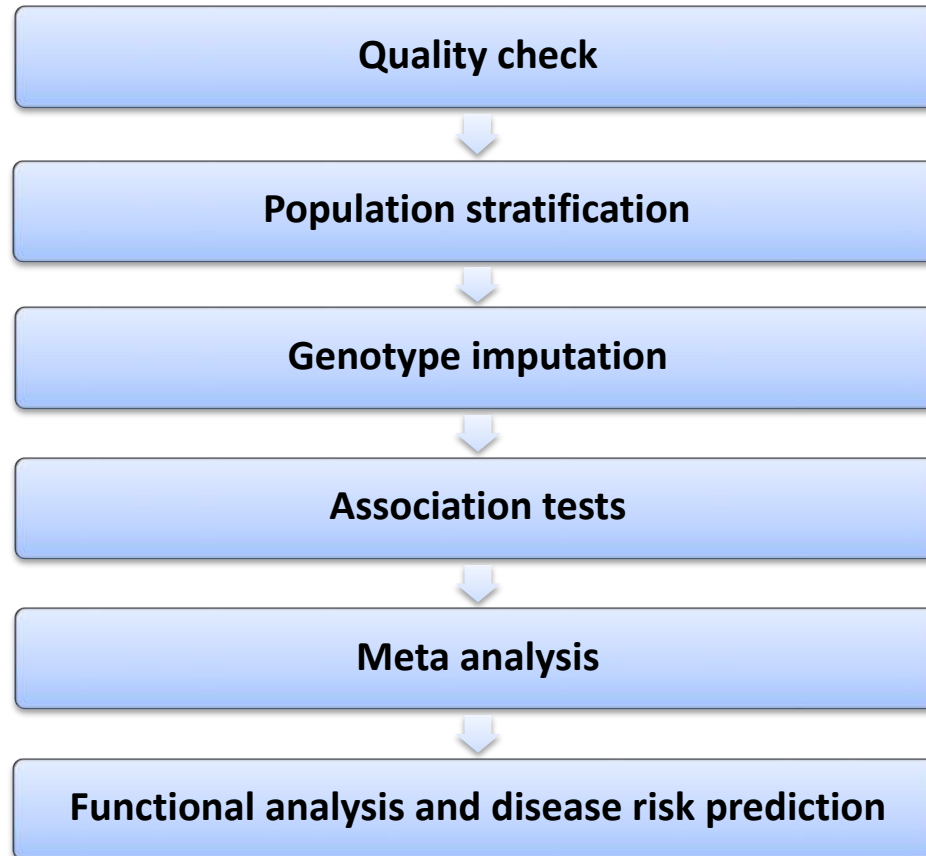 Quality check
Population stratification
Genotype imputation
Association tests
Meta analysis
Functional analysis and disease risk prediction